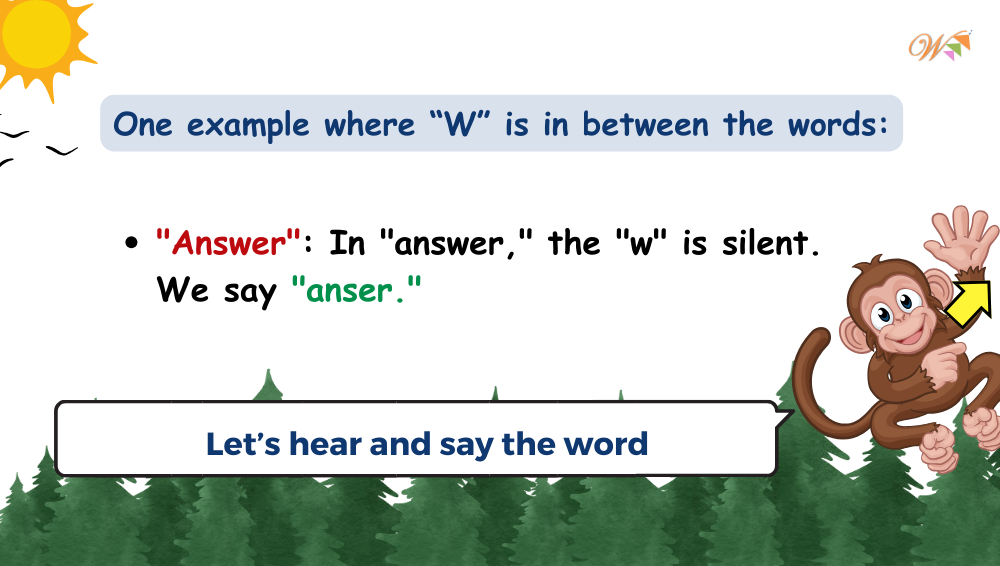 W
One example where “W” is in between the words:
• "Answer": In "answer," the "w" is silent.
We say "anser."
Let’s hear and say the word